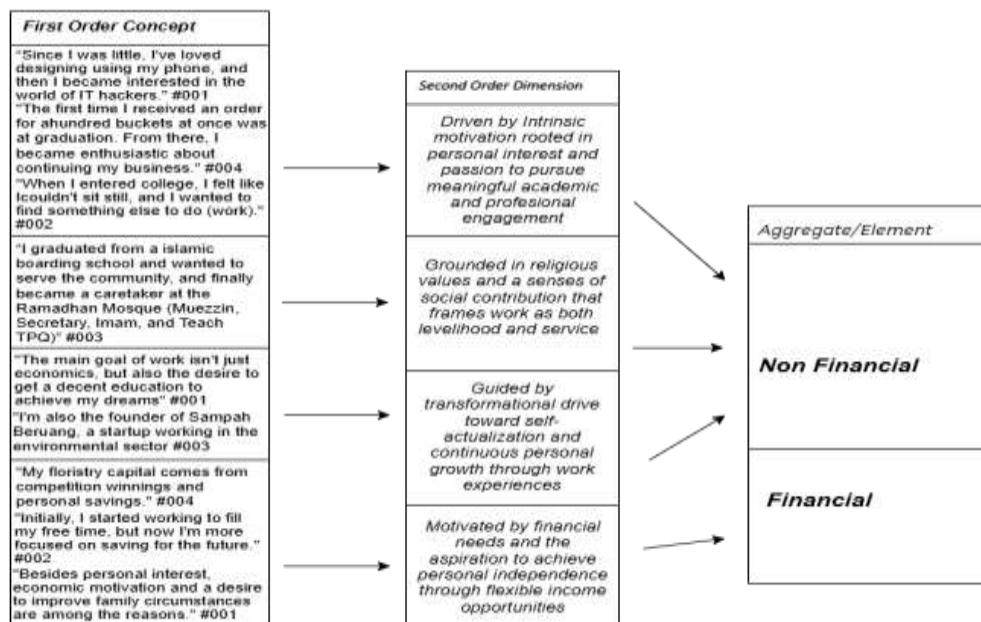 First Order Concept
"Since I was little, I've loved
designing using my phone, and
then I became interested in the
world of IT hackers." #001
"The first time I received an order
for ahundred buckets at once was
at graduation. From there, I
became enthusiastic about
continuing my business." #004
"When I entered college, I felt like
Icouldn't sit still, and I wanted to
find something else to do (work)."
#002
"I graduated from a islamic
boarding school and wanted to
serve the community, and finally
became a caretaker at the
Ramadhan Mosque (Muezzin,
Secretary, Imam, and Teach
TPQ)" #003
"The main goal of work isn't just
economics, but also the desire to
get a decent education to
achieve my dreams" #001
"I'm also the founder of Sampah
Beruang, a startup working in the
environmental sector #003
"My floristry capital comes from
competition winnings and
personal savings." #004
"Initially, I started working to fill
my free time, but now I'm more
focused on saving for the future."
#002
"Besides personal interest,
economic motivation and a desire
to improve family circumstances
are among the reasons." #001
Second Order Dimension
Driven by Intrinsic
motivation rooted in
personal interest and
passion to pursue
meaningful academic
and profesional
engagement
Grounded in religious
values and a senses of
social contribution that
frames work as both
levelihood and service
Guided by
transformational drive
toward self-
actualization and
continuous personal
growth through work
experiences
Motivated by financial
needs and the
aspiration to achieve
personal independence
through flexible income
opportunities
Aggregate/Element
Non Financial
Financial